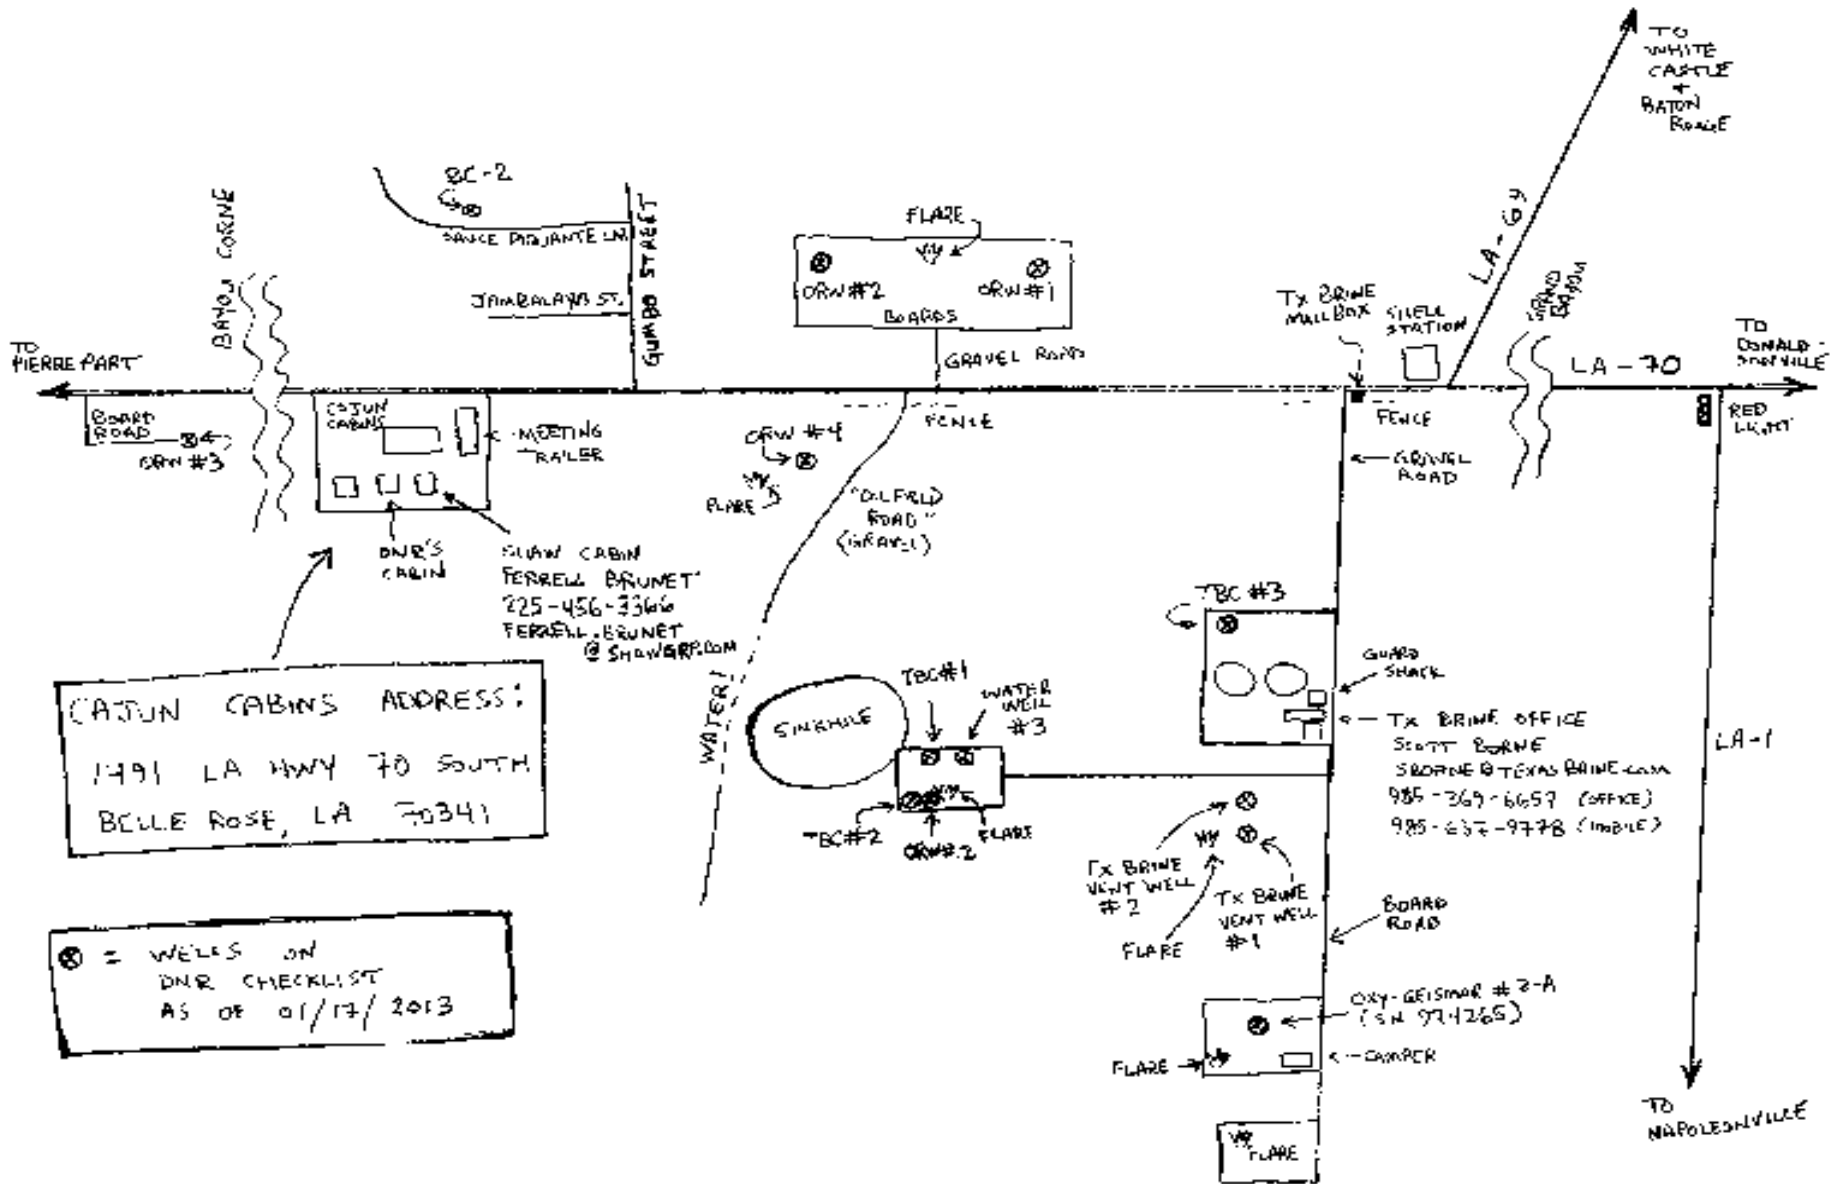 TO
WHITE
CASTLE
+
BATON
ROUGE
LA-69
BC-2
SAUCE PIQUANTE LN.
GUMBO STREET
JAMBALAYA ST.
BAYOU CORNE
FLARE
ORW #2
ORW #1
BOARDS
GRAVEL ROAD
TX BRINE
MAILBOX
SHELL
STATION
GRAND
BAYOU
LA-70
TO
DONALD-
SONVILLE
TO
PIERRE PART
BOARD
ROAD
ORW #3
CAJUN
CABINS
MEETING
TRAILER
ORW #4
FLARE
FENCE
"OILFIELD
ROAD"
(GRAVEL)
FENCE
GRAVEL
ROAD
RED
LIGHT
DNR'S
CABIN
SHAW CABIN
FERRELL BRUNET
225-456-3366
FERRELL.BRUNET
@SHAWGRP.COM
CAJUN CABINS ADDRESS:
1491 LA HWY 70 SOUTH
BELLE ROSE, LA 70341
WATER!
SINKHOLE
TBC#1
WATER
WELL
#3
TBC#2
ORW#2
FLARE
TBC #3
GUARD
SHACK
TX BRINE OFFICE
SCOTT BORNE
985-369-6657 (OFFICE)
985-637-9778 (MOBILE)
LA-1
TX BRINE
VENT WELL
#2
FLARE
TX BRINE
VENT WELL
#1
BOARD
ROAD
= WELLS ON
DNR CHECKLIST
AS OF 01/17/2013
OXY-GEISMAR #2-A
(SN 974265)
FLARE
CAMPER
FLARE
TO
NAPOLEONVILLE